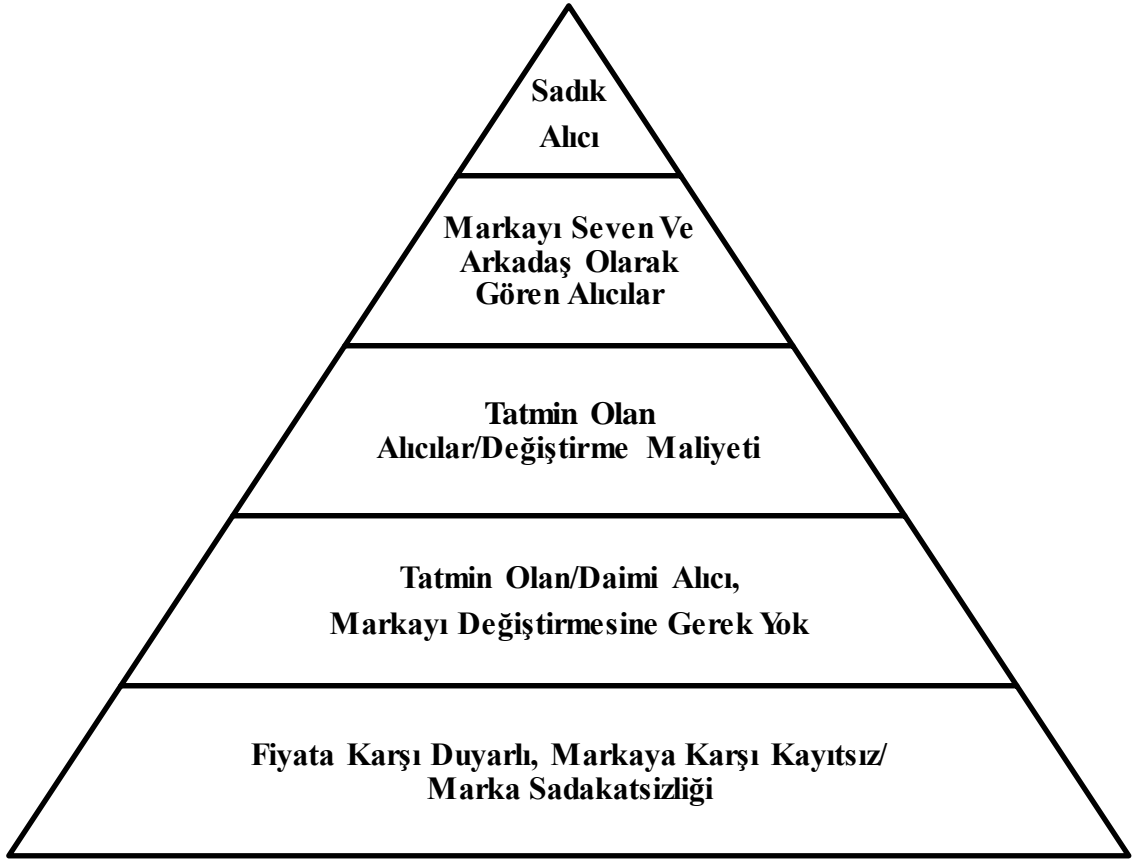 Sadık
Alıcı
Markayı Seven Ve
Arkadaş Olarak
Gören Alıcılar
Tatmin Olan
Alıcılar/Değiştirme Maliyeti
Tatmin Olan/Daimi Alıcı,
Markayı Değiştirmesine Gerek Yok
Fiyata Karşı Duyarlı, Markaya Karşı Kayıtsız/
Marka Sadakatsizliği